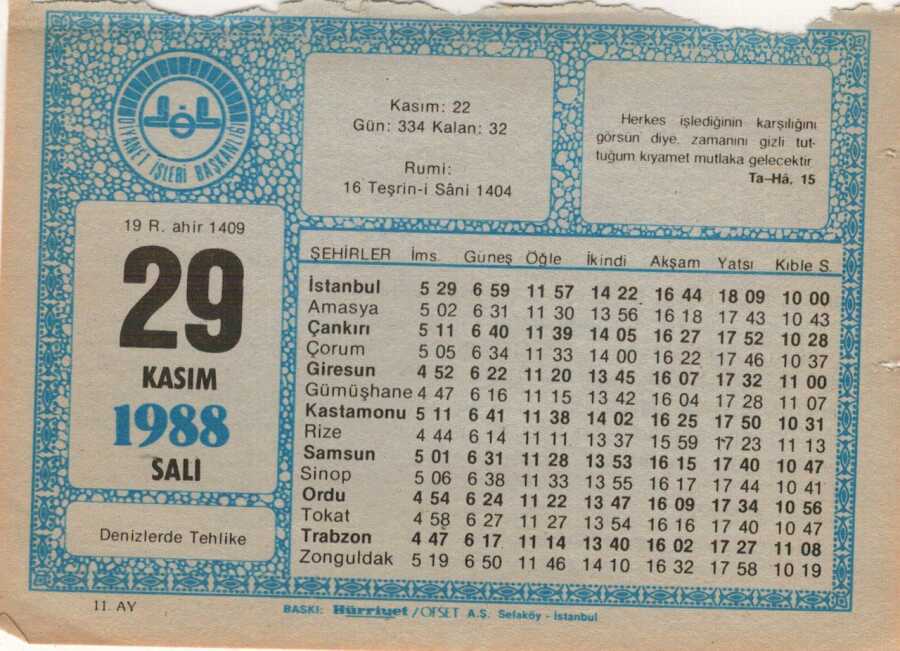 DİYANET İŞLERİ BAŞKANLIĞI
Kasım: 22
Gün: 334 Kalan: 32
Rumi:
16 Teşrin-i Sâni 1404
Herkes işlediğinin karşılığını
görsün diye, zamanını gizli tut-
tuğum kıyamet mutlaka gelecektir.
Ta-Hâ, 15
19 R. ahir 1409
29
KASIM
1988
SALI
Denizlerde Tehlike
ŞEHİRLER İms. Güneş Öğle İkindi Akşam Yatsı Kıble S.
İstanbul 5 29 6 59 11 57 14 22 16 44 18 09 10 00
Amasya 5 02 6 31 11 30 13 56 16 18 17 43 10 43
Çankırı 5 11 6 40 11 39 14 05 16 27 17 52 10 28
Çorum 5 05 6 34 11 33 14 00 16 22 17 46 10 37
Giresun 4 52 6 22 11 20 13 45 16 07 17 32 11 00
Gümüşhane 4 47 6 16 11 15 13 42 16 04 17 28 11 07
Kastamonu 5 11 6 41 11 38 14 02 16 25 17 50 10 31
Rize 4 44 6 14 11 11 13 37 15 59 17 23 11 13
Samsun 5 01 6 31 11 28 13 53 16 15 17 40 10 47
Sinop 5 06 6 38 11 33 13 55 16 17 17 44 10 41
Ordu 4 54 6 24 11 22 13 47 16 09 17 34 10 56
Tokat 4 58 6 27 11 27 13 54 16 16 17 40 10 47
Trabzon 4 47 6 17 11 14 13 40 16 02 17 27 11 08
Zonguldak 5 19 6 50 11 46 14 10 16 32 17 58 10 19
11. AY
BASKI: Hürriyet / OFSET A.Ş. Sefaköy - İstanbul